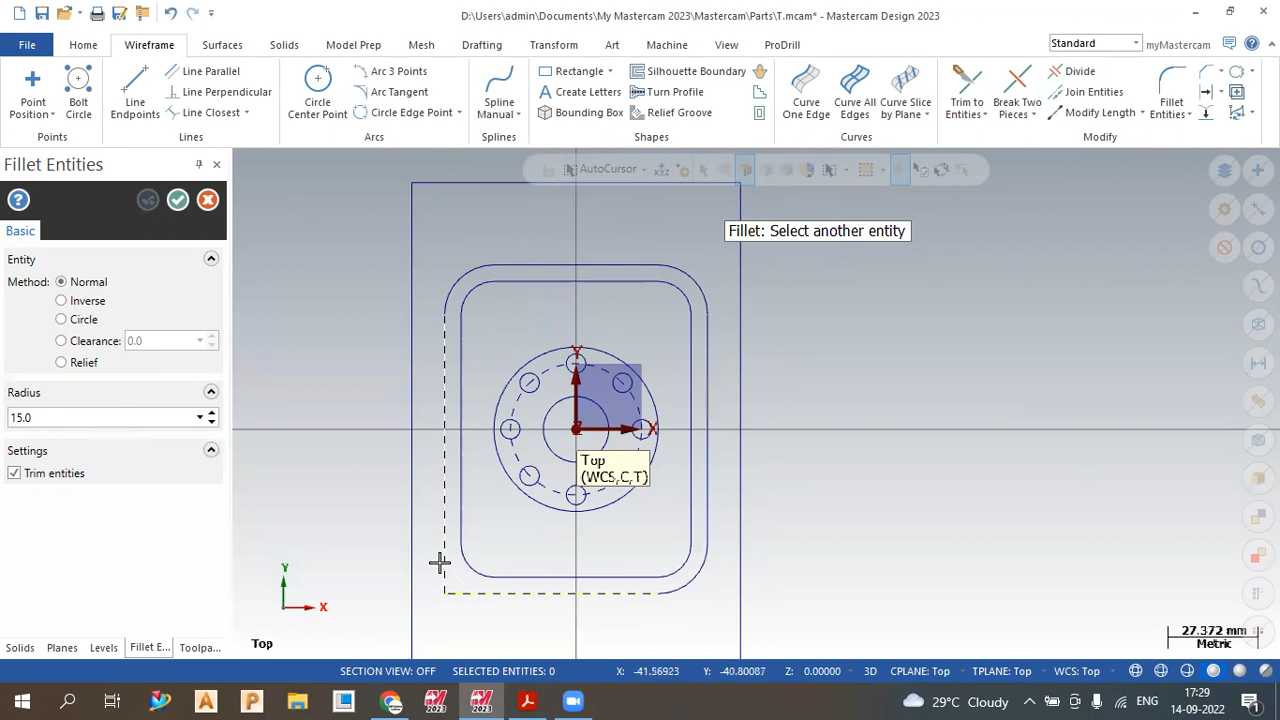 D:\Users\admin\Documents\My Mastercam 2023\Mastercam\Parts\T.mcam* - Mastercam Design 2023
File Home Wireframe Surfaces Solids Model Prep Mesh Drafting Transform Art Machine View ProDrill Standard myMastercam
Point Position
Bolt Circle
Points
Line Endpoints
Line Parallel
Line Perpendicular
Line Closest
Lines
Circle Center Point
Arc 3 Points
Arc Tangent
Circle Edge Point
Arcs
Spline Manual
Splines
Rectangle
Create Letters
Bounding Box
Silhouette Boundary
Turn Profile
Relief Groove
Shapes
Curve One Edge
Curve All Edges
Curve Slice by Plane
Curves
Trim to Entities
Break Two Pieces
Divide
Join Entities
Modify Length
Fillet Entities
Modify
Fillet Entities
Basic
Entity
Method: Normal
Inverse
Circle
Clearance: 0.0
Relief
Radius
15.0
Settings
Trim entities
AutoCursor
Fillet: Select another entity
Y
X
Top
(WCS,C,T)
Y
X
Top
27.372 mm
Metric
Solids Planes Levels Fillet E... Toolpa...
SECTION VIEW: OFF SELECTED ENTITIES: 0 X: -41.56923 Y: -40.80087 Z: 0.00000 3D CPLANE: Top TPLANE: Top WCS: Top
29°C Cloudy ENG 17:29
14-09-2022